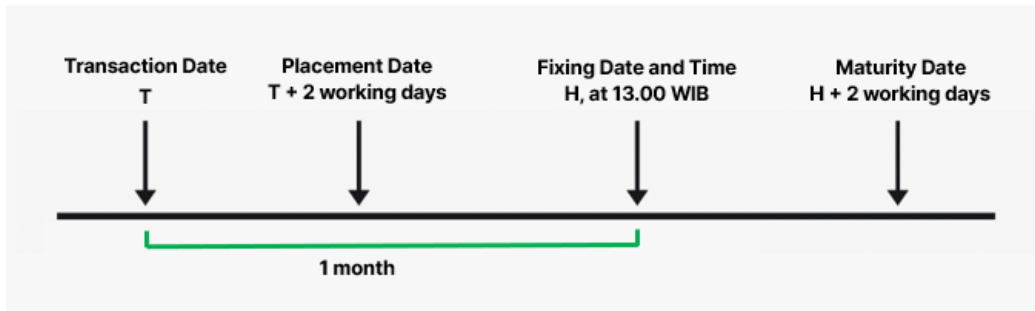 Transaction Date
T
Placement Date
T + 2 working days
Fixing Date and Time
H, at 13.00 WIB
Maturity Date
H + 2 working days
1 month